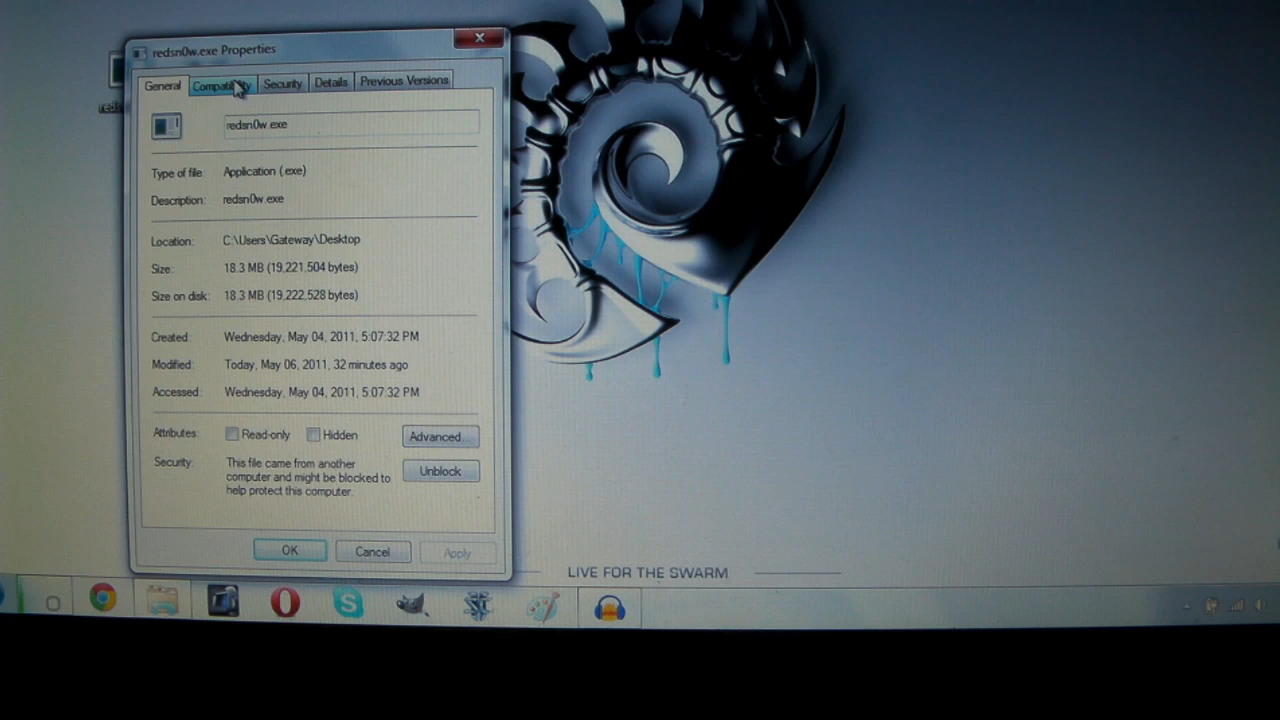 redsn0w.exe Properties
General Compatibility Security Details Previous Versions
redsn0w.exe
Type of file: Application (.exe)
Description: redsn0w.exe
Location: C:\Users\Gateway\Desktop
Size: 18.3 MB (19,221,504 bytes)
Size on disk: 18.3 MB (19,222,528 bytes)
Created: Wednesday, May 04, 2011, 5:07:32 PM
Modified: Today, May 06, 2011, 32 minutes ago
Accessed: Wednesday, May 04, 2011, 5:07:32 PM
Attributes: Read-only Hidden Advanced...
Security: This file came from another
computer and might be blocked to
help protect this computer.
Unblock
OK Cancel Apply
LIVE FOR THE SWARM